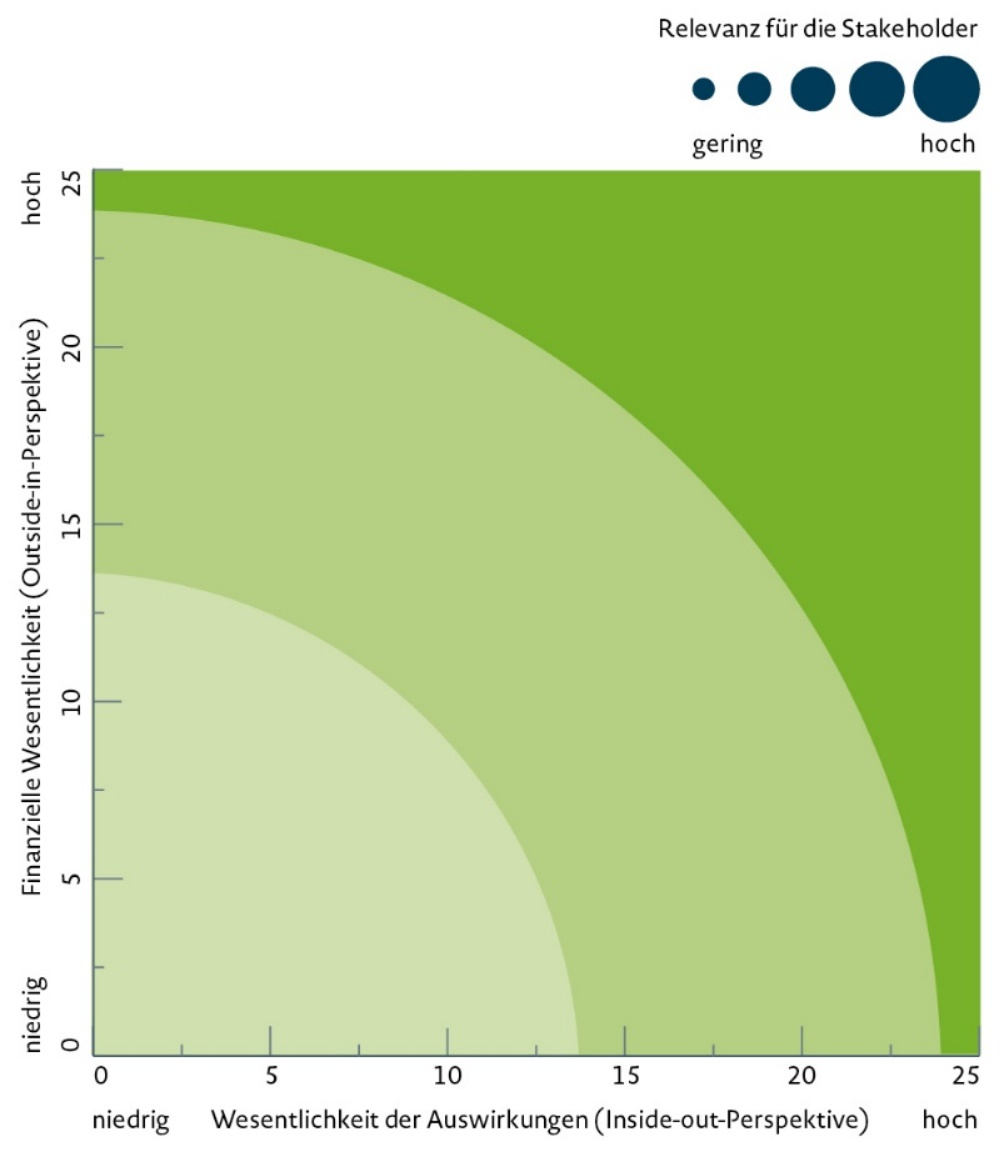 Relevanz für die Stakeholder
gering hoch
hoch
Finanzielle Wesentlichkeit (Outside-in-Perspektive)
niedrig
25
20
15
10
5
0
0 5 10 15 20 25
niedrig Wesentlichkeit der Auswirkungen (Inside-out-Perspektive) hoch